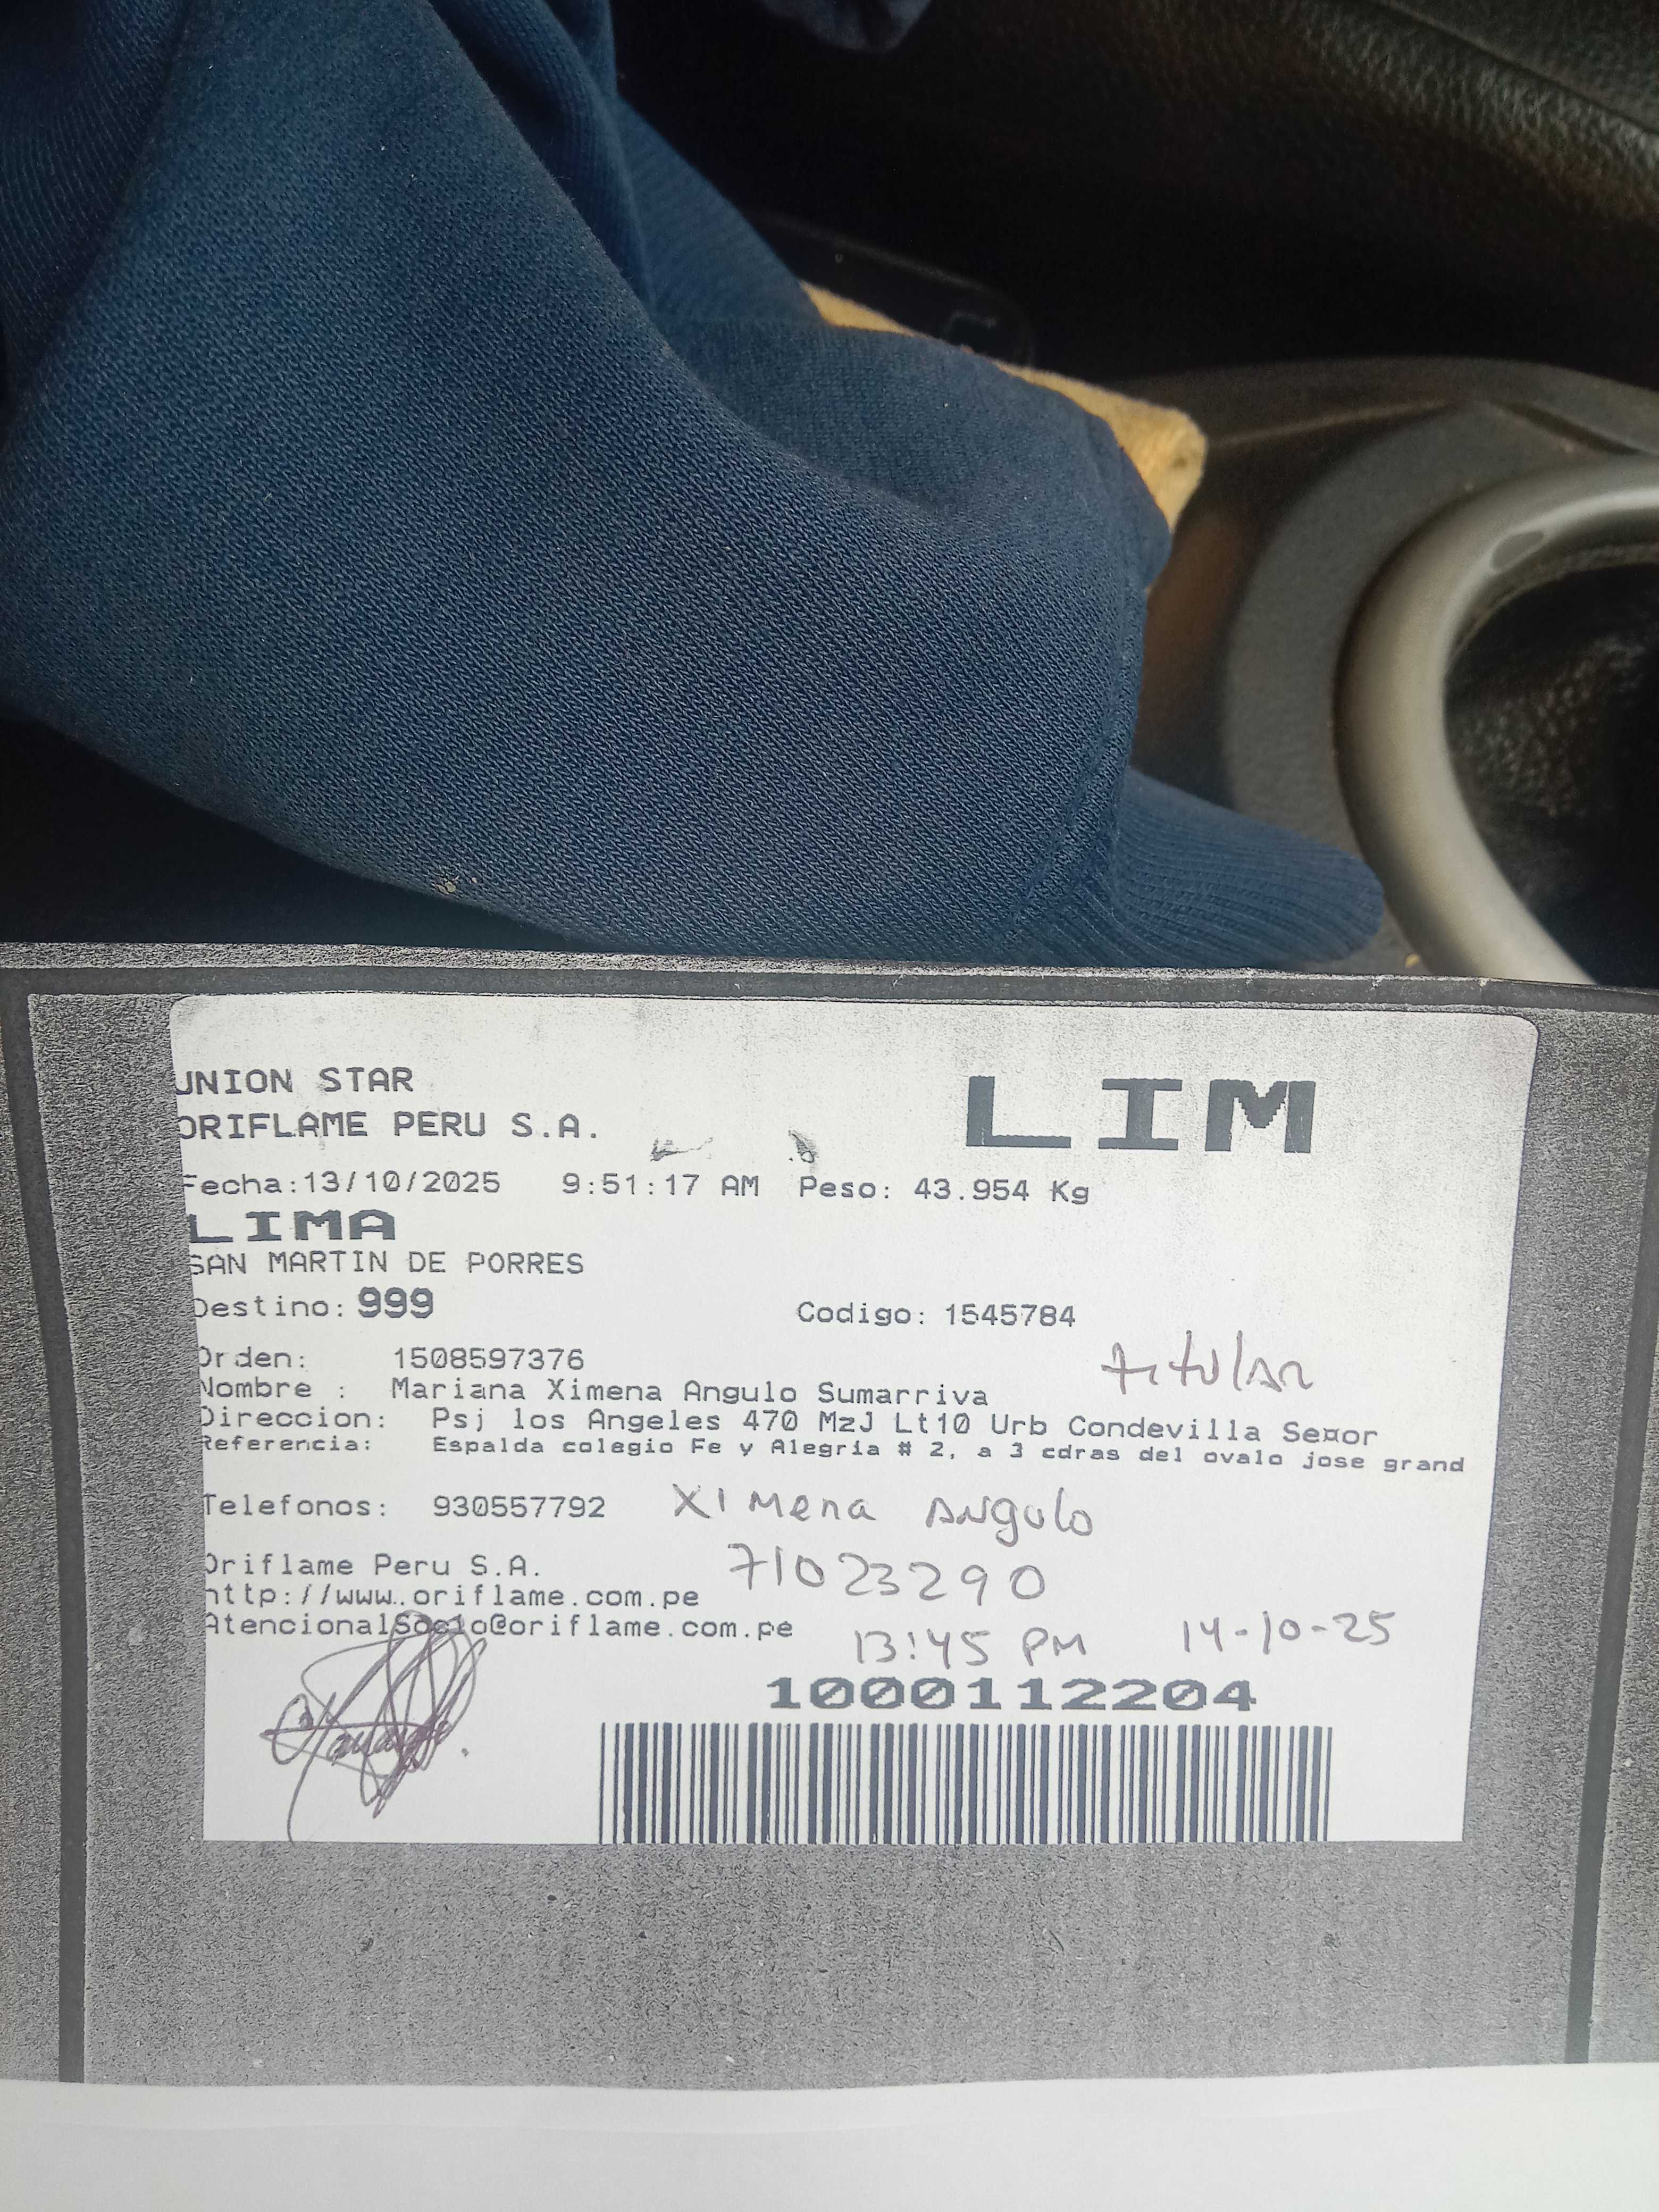 UNION STAR
LIM
ORIFLAME PERU S.A.
Fecha:13/10/2025 9:51:17 AM Peso: 43.954 Kg
LIMA
SAN MARTIN DE PORRES
Destino: 999 Codigo: 1545784
titular
Orden: 1508597376
Nombre : Mariana Ximena Angulo Sumarriva
Direccion: Psj los Angeles 470 MzJ Lt10 Urb Condevilla Se¤or
Referencia: Espalda colegio Fe y Alegria # 2, a 3 cdras del ovalo jose grand
Telefonos: 930557792 Ximena Angulo
Oriflame Peru S.A. 71023290
http://www.oriflame.com.pe
AtencionalSocio@oriflame.com.pe
13:45 PM 14-10-25
1000112204